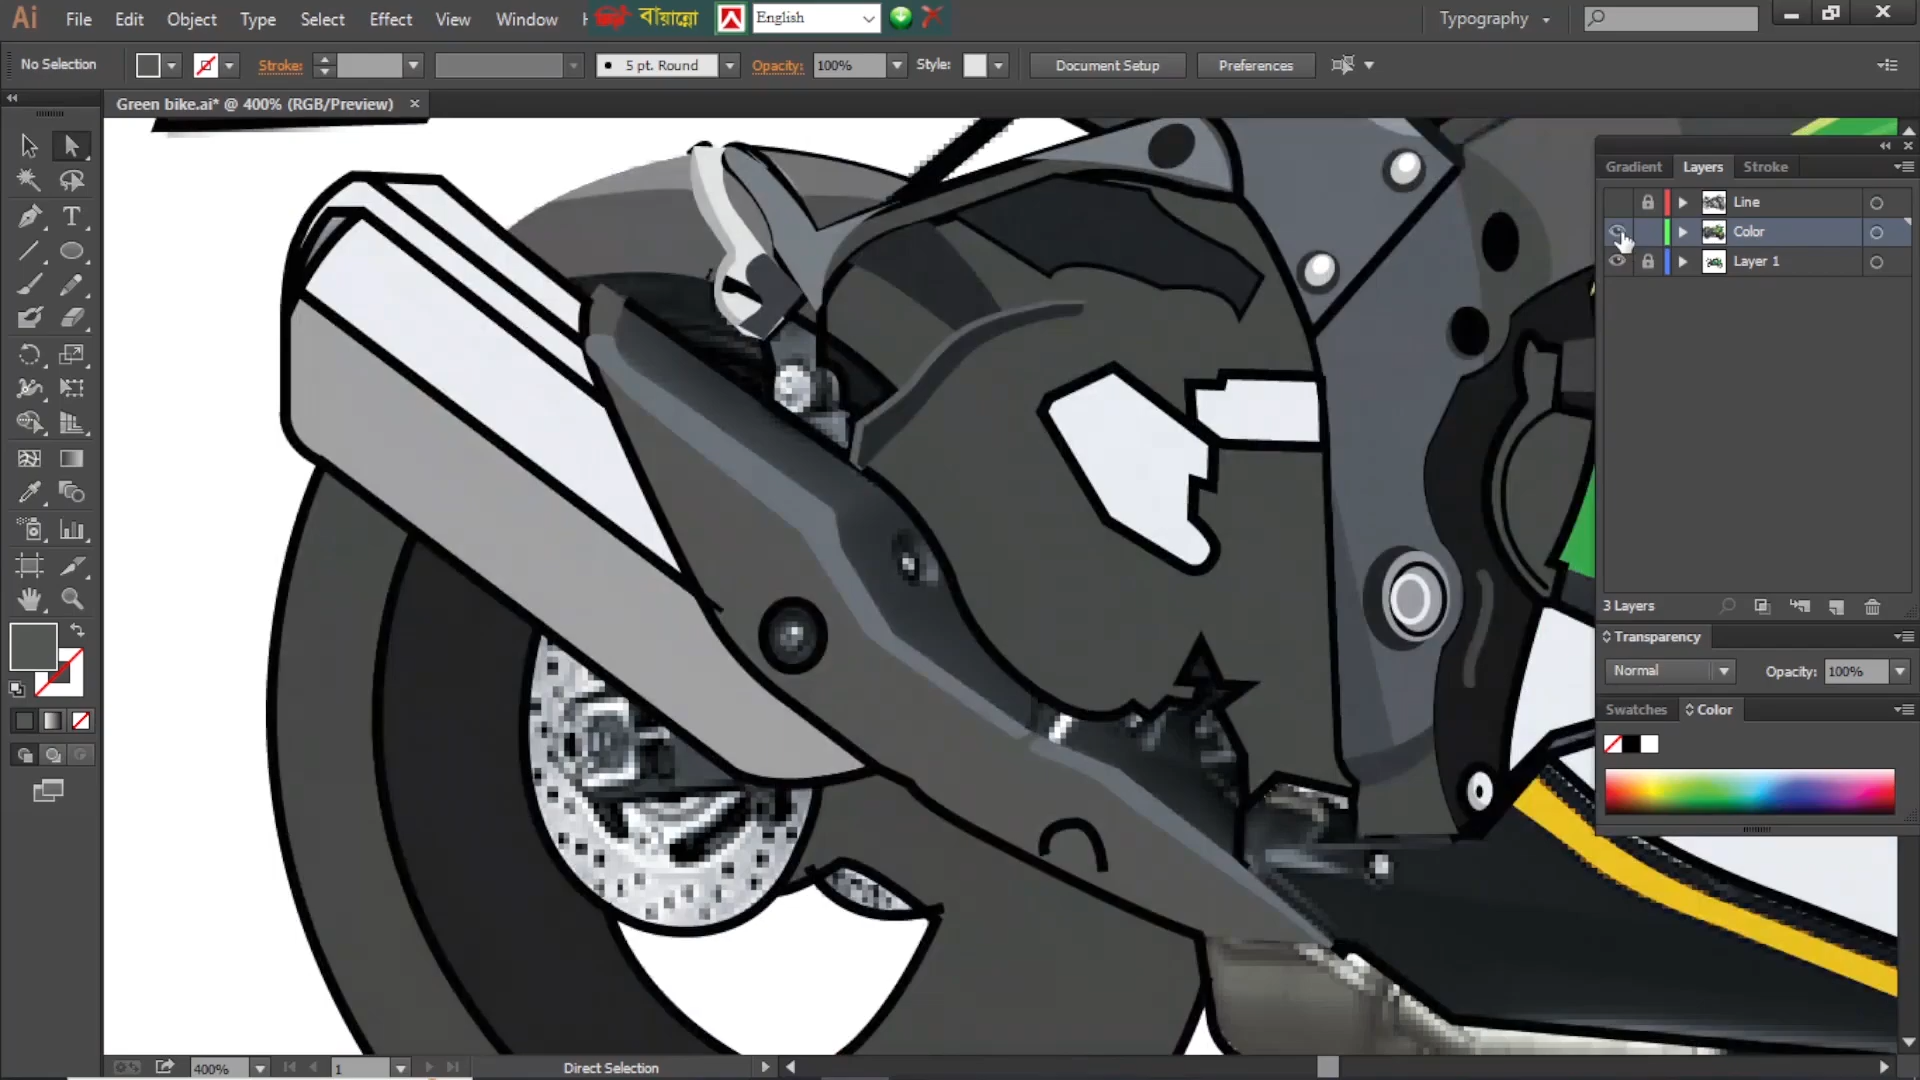 Ai File Edit Object Type Select Effect View Window H বায়ান্নো English Typography
No Selection Stroke: 5 pt. Round Opacity: 100% Style: Document Setup Preferences
Green bike.ai* @ 400% (RGB/Preview)
Gradient Layers Stroke
Line
Color
Layer 1
3 Layers
Transparency
Normal Opacity: 100%
Swatches Color
400% 1 Direct Selection